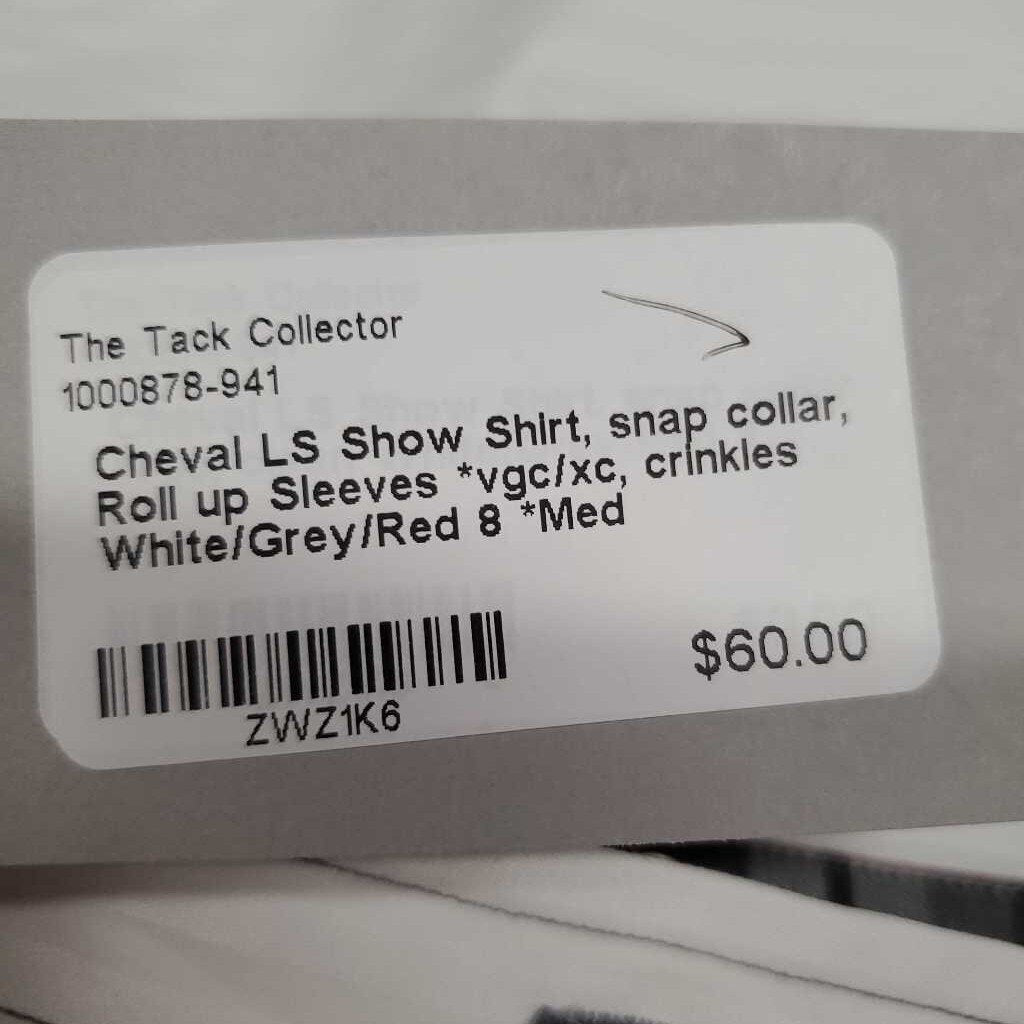 The Tack Collector
1000878-941
Cheval LS Show Shirt, snap collar,
Roll up Sleeves *vgc/xc, crinkles
White/Grey/Red 8 *Med
$60.00
ZWZ1K6